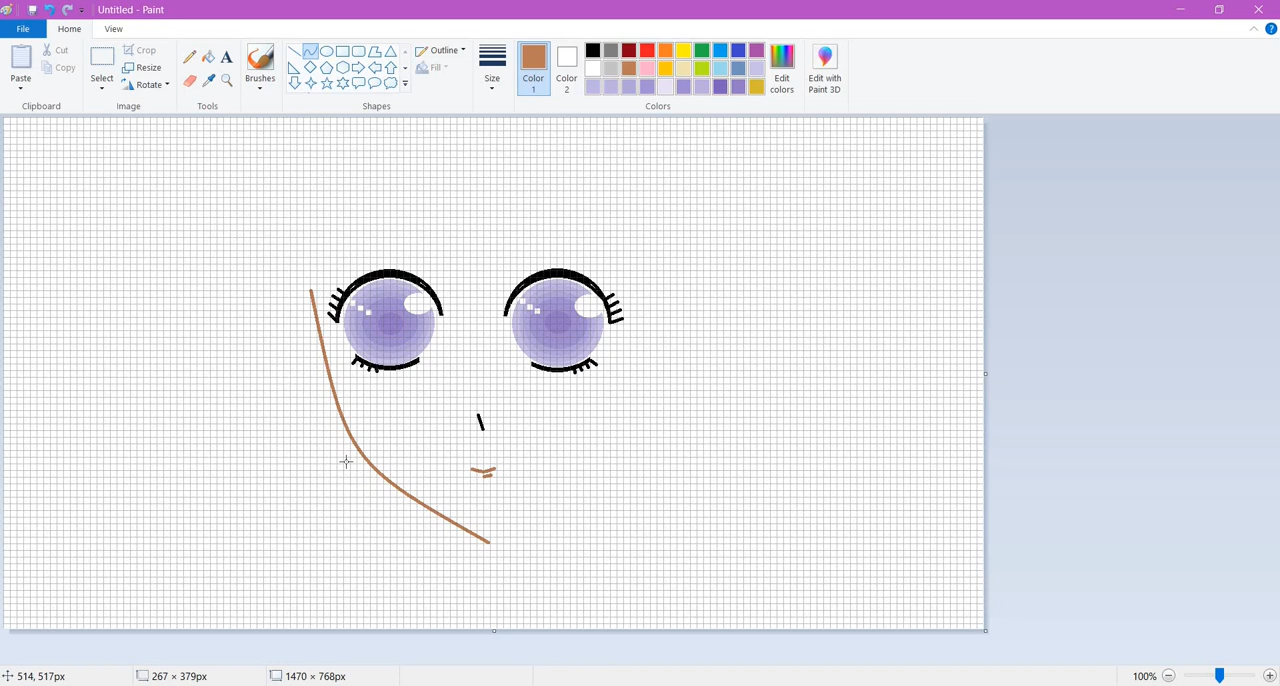 Untitled - Paint
File Home View
Paste
Cut
Copy
Clipboard
Select
Crop
Resize
Rotate
Image
A
Tools
Brushes
Outline
Fill
Shapes
Size
Color
1
Color
2
Edit
colors
Colors
Edit with
Paint 3D
514, 517px
267 × 379px
1470 × 768px
100%